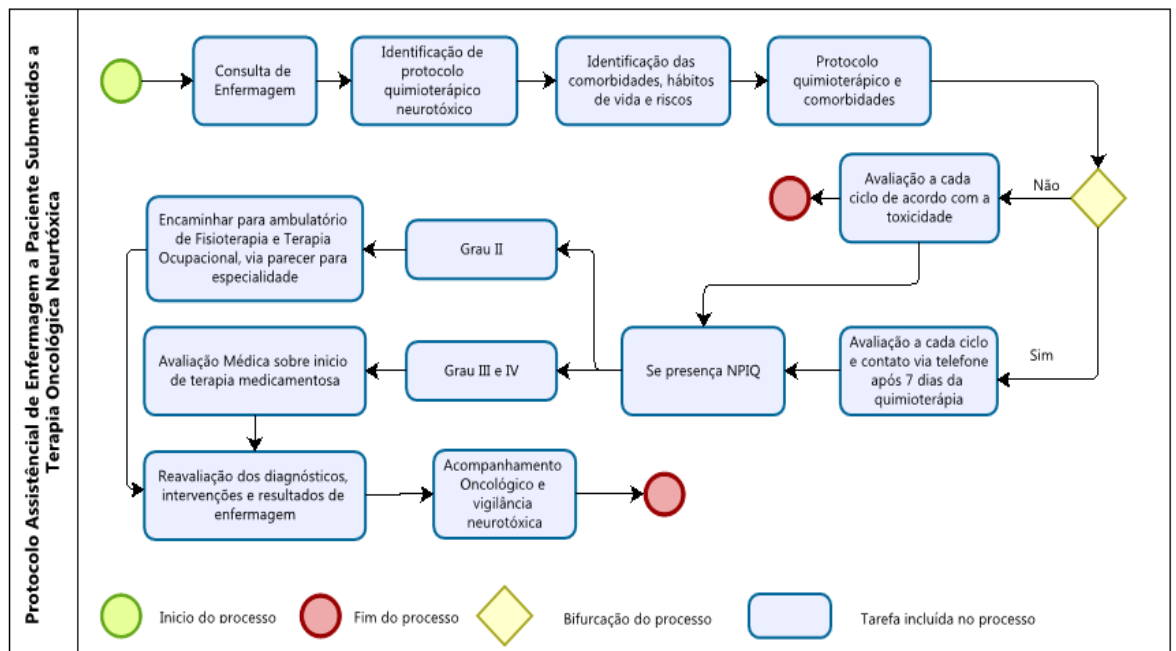 Protocolo Assistêncial de Enfermagem a Paciente Submetidos a
Terapia Oncológica Neurtóxica
Consulta de
Enfermagem
Identificação de
protocolo
quimioterápico
neurotóxico
Identificação das
comorbidades, hábitos
de vida e riscos
Protocolo
quimioterápico e
comorbidades
Não
Avaliação a cada
ciclo de acordo com a
toxicidade
Encaminhar para ambulatório
de Fisioterapia e Terapia
Ocupacional, via parecer para
especialidade
Grau II
Sim
Avaliação a cada ciclo
e contato via telefone
após 7 dias da
quimioterápia
Se presença NPIQ
Grau III e IV
Avaliação Médica sobre inicio
de terapia medicamentosa
Reavaliação dos diagnósticos,
intervenções e resultados de
enfermagem
Acompanhamento
Oncológico e
vigilância
neurotóxica
Inicio do processo
Fim do processo
Bifurcação do processo
Tarefa incluída no processo